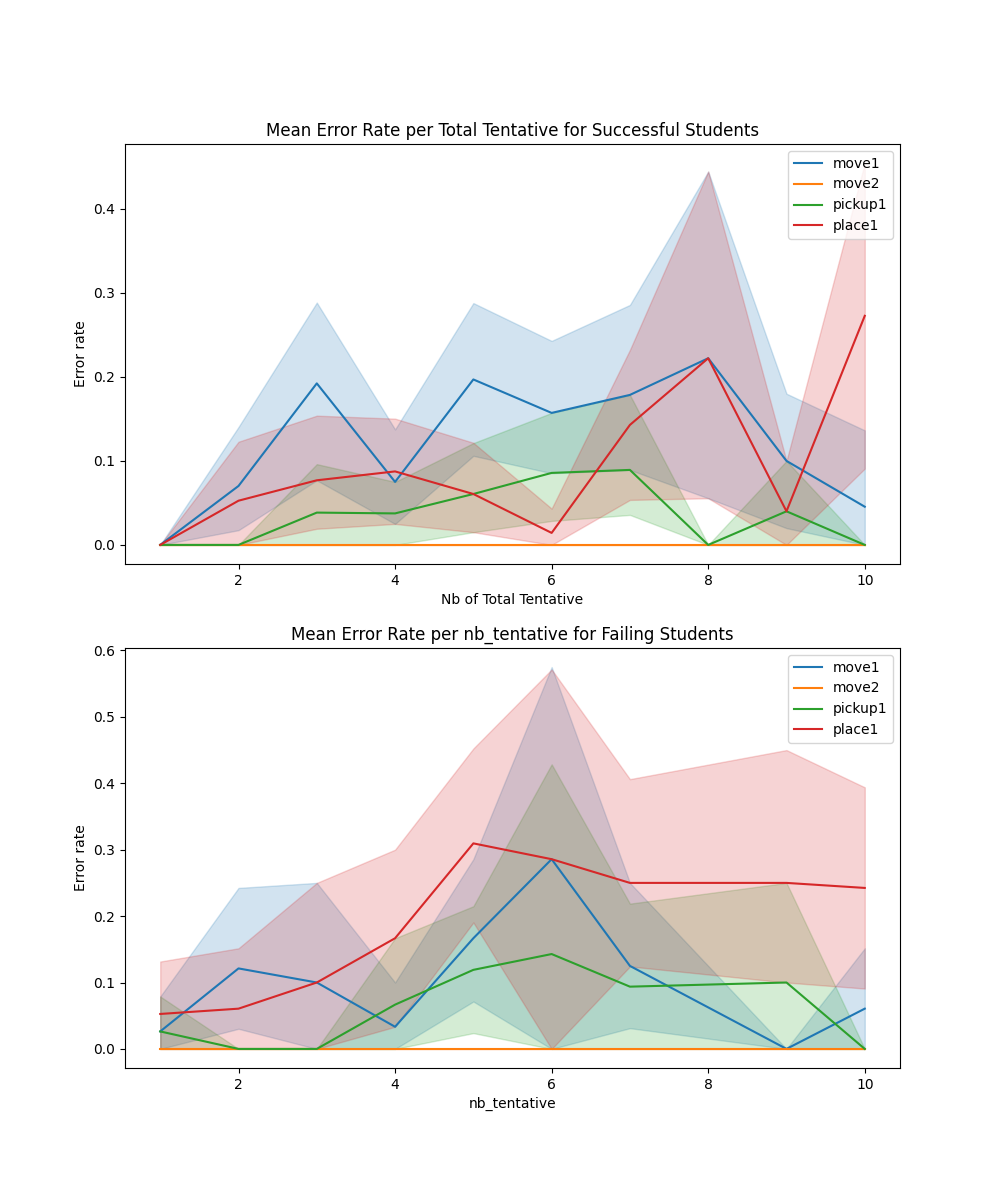 Mean Error Rate per Total Tentative for Successful Students
move1
move2
pickup1
place1
0.4
0.3
0.2
0.1
0.0
Error rate
2 4 6 8 10
Nb of Total Tentative
Mean Error Rate per nb_tentative for Failing Students
move1
move2
pickup1
place1
0.6
0.5
0.4
0.3
0.2
0.1
0.0
Error rate
2 4 6 8 10
nb_tentative